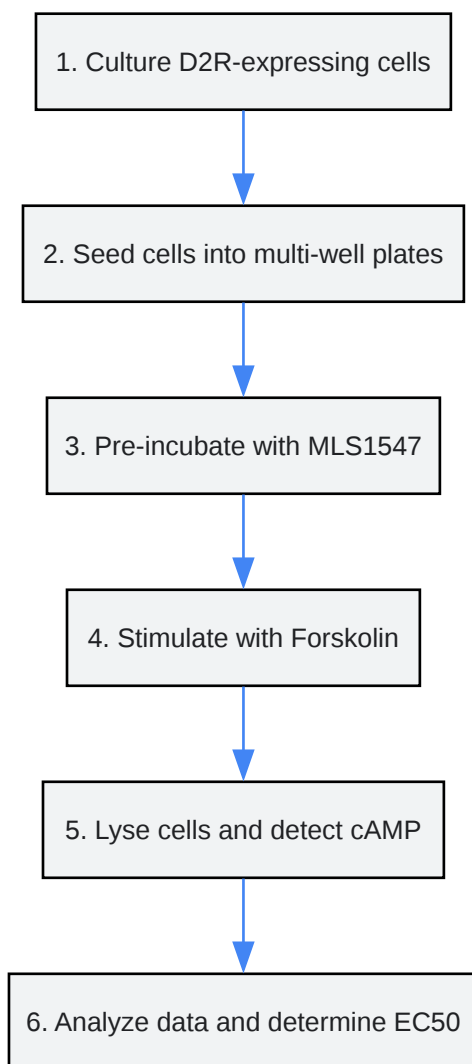 1. Culture D2R-expressing cells
2. Seed cells into multi-well plates
3. Pre-incubate with MLS1547
4. Stimulate with Forskolin
5. Lyse cells and detect cAMP
6. Analyze data and determine EC50